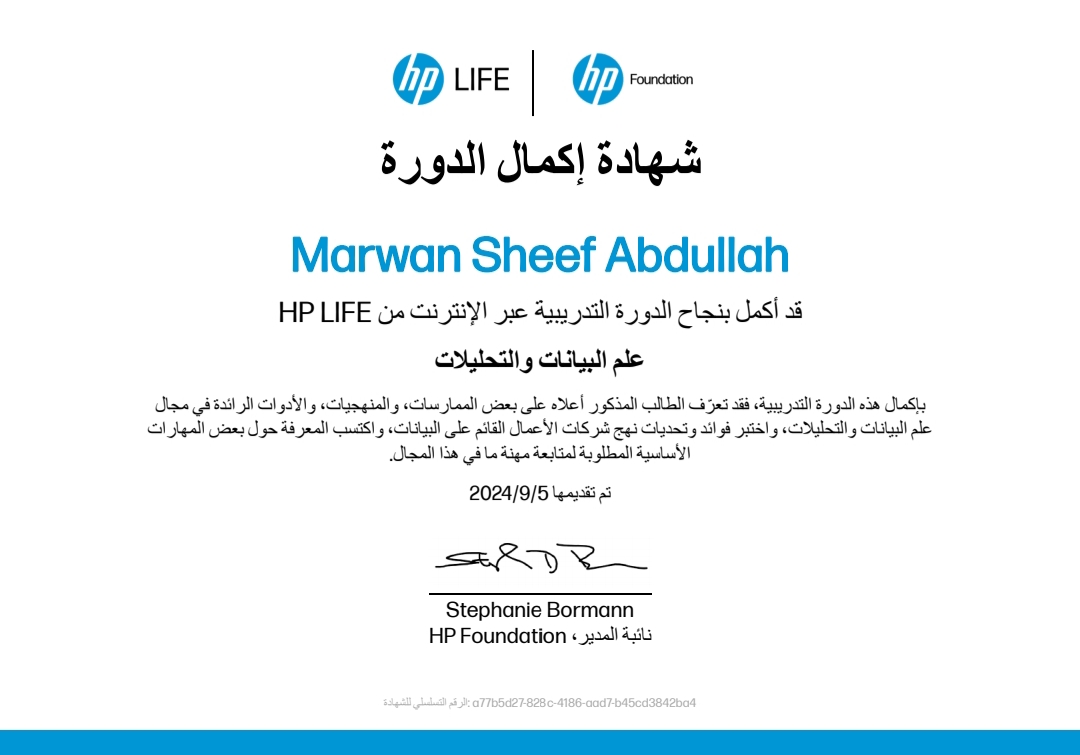 hp LIFE
hp Foundation
شهادة إكمال الدورة
Marwan Sheef Abdullah
قد أكمل بنجاح الدورة التدريبية عبر الإنترنت من HP LIFE
علم البيانات والتحليلات
بإكمال هذه الدورة التدريبية، فقد تعرّف الطالب المذكور أعلاه على بعض الممارسات، والمنهجيات، والأدوات الرائدة في مجال
علم البيانات والتحليلات، واختبر فوائد وتحديات نهج شركات الأعمال القائم على البيانات، واكتسب المعرفة حول بعض المهارات
الأساسية المطلوبة لمتابعة مهنة ما في هذا المجال.
تم تقديمها 2024/9/5
Stephanie Bormann
نائبة المدير، HP Foundation
الرقم التسلسلي للشهادة: a77b5d27-828c-4186-aad7-b45cd3842ba4